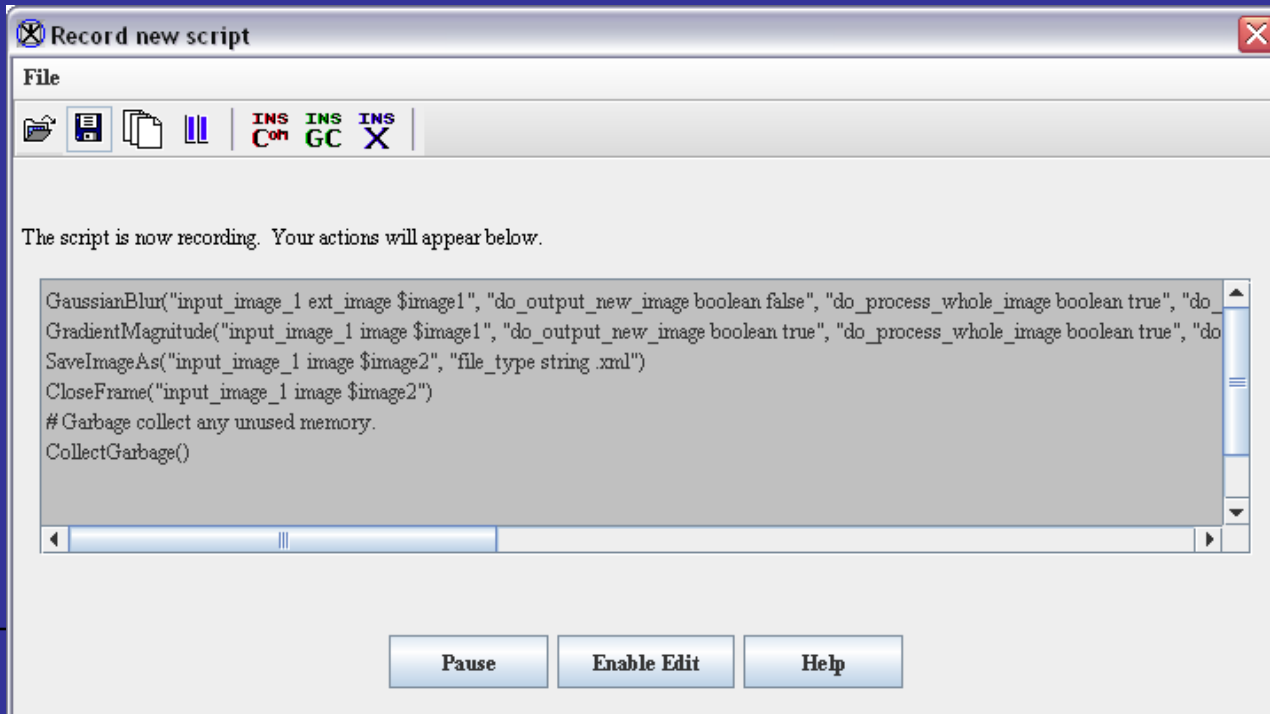 Record new script
File
INS Com INS GC INS X
The script is now recording. Your actions will appear below.
GaussianBlur("input_image_1 ext_image $image1", "do_output_new_image boolean false", "do_process_whole_image boolean true", "do_
GradientMagnitude("input_image_1 image $image1", "do_output_new_image boolean true", "do_process_whole_image boolean true", "do
SaveImageAs("input_image_1 image $image2", "file_type string .xml")
CloseFrame("input_image_1 image $image2")
# Garbage collect any unused memory.
CollectGarbage()
Pause Enable Edit Help